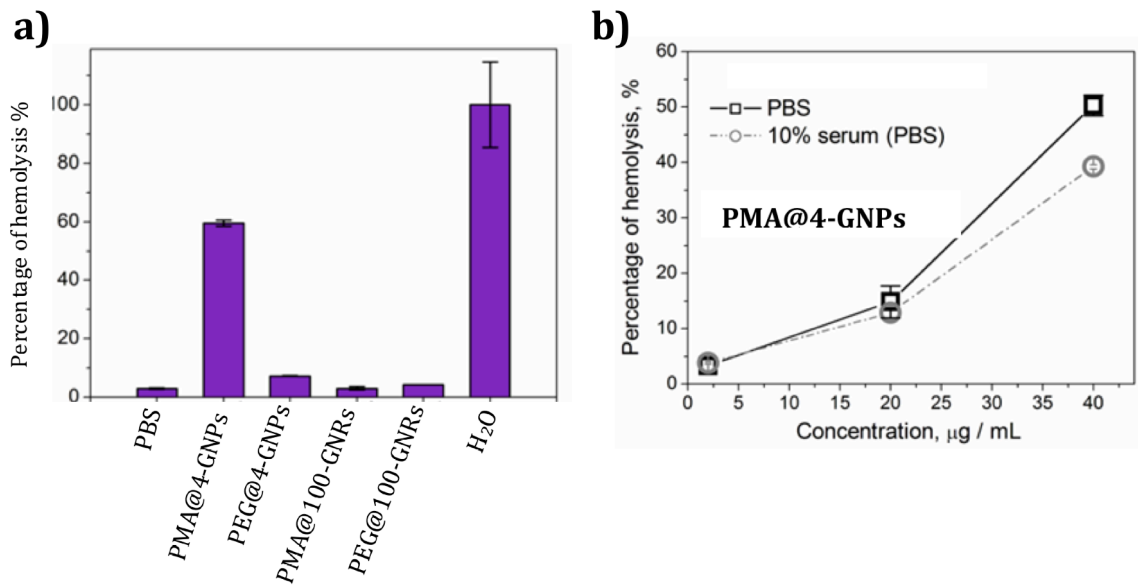 a)
Percentage of hemolysis %
100
80
60
40
20
0
PBS
PMA@4-GNPs
PEG@4-GNPs
PMA@100-GNRs
PEG@100-GNRs
H₂O
b)
Percentage of hemolysis, %
60
50
40
30
20
10
0
PBS
10% serum (PBS)
PMA@4-GNPs
0 5 10 15 20 25 30 35 40
Concentration, μg / mL